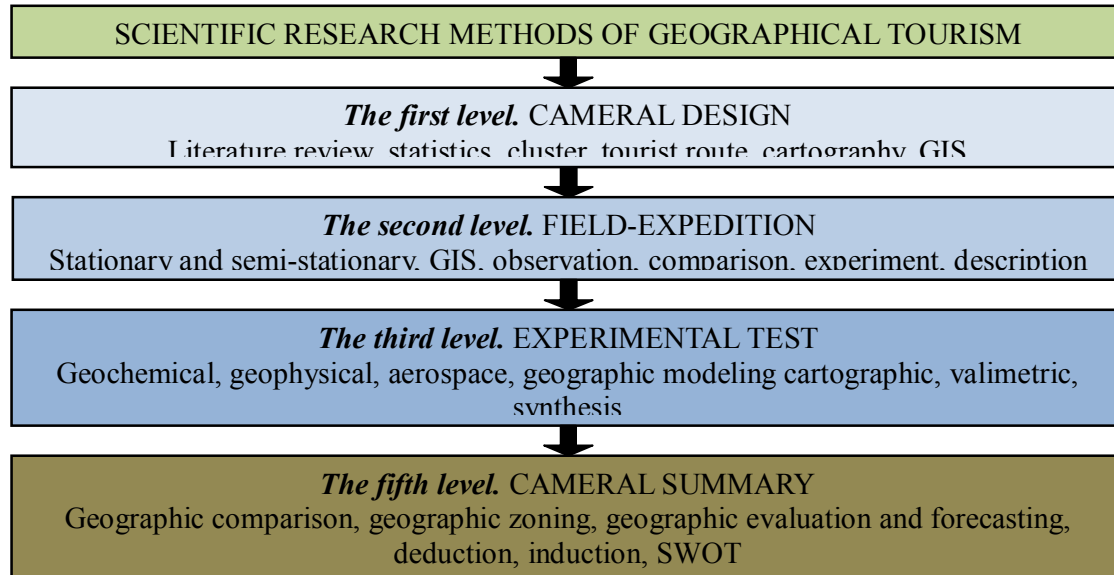 SCIENTIFIC RESEARCH METHODS OF GEOGRAPHICAL TOURISM
The first level. CAMERAL DESIGN
Literature review, statistics, cluster, tourist route, cartography, GIS
The second level. FIELD-EXPEDITION
Stationary and semi-stationary, GIS, observation, comparison, experiment, description
The third level. EXPERIMENTAL TEST
Geochemical, geophysical, aerospace, geographic modeling cartographic, valimetric,
synthesis
The fifth level. CAMERAL SUMMARY
Geographic comparison, geographic zoning, geographic evaluation and forecasting,
deduction, induction, SWOT